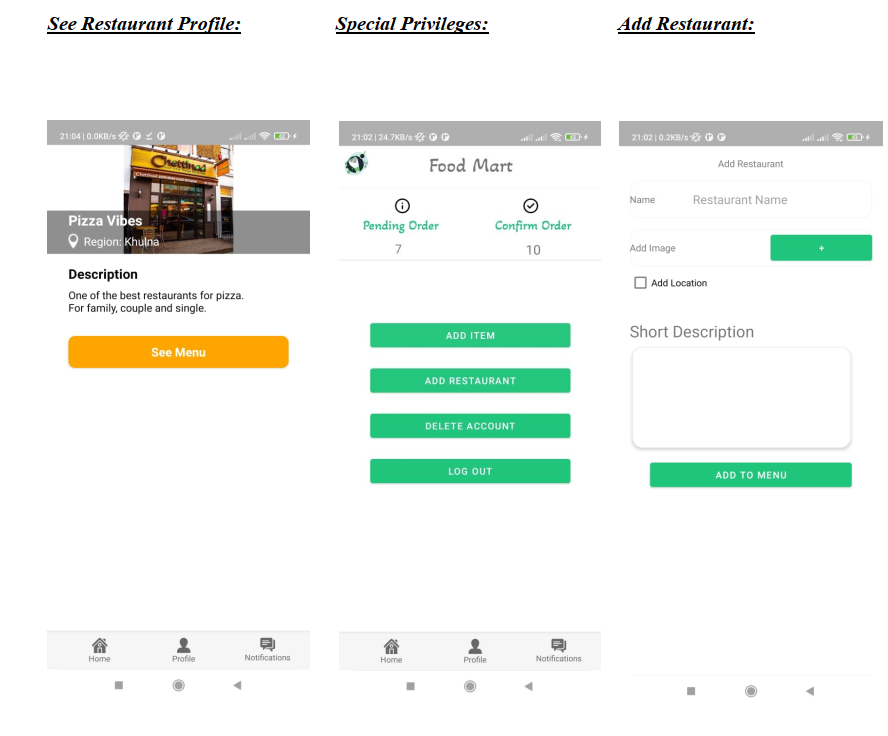 See Restaurant Profile:
Special Privileges:
Add Restaurant:
21:04 | 0.0KB/s
Chettinad
Pizza Vibes
Region: Khulna
Description
One of the best restaurants for pizza.
For family, couple and single.
See Menu
Home
Profile
Notifications
21:02 | 24.7KB/s
Food Mart
Pending Order
Confirm Order
7
10
ADD ITEM
ADD RESTAURANT
DELETE ACCOUNT
LOG OUT
Home
Profile
Notifications
21:02 | 0.2KB/s
Add Restaurant
Name
Restaurant Name
Add Image
+
Add Location
Short Description
ADD TO MENU